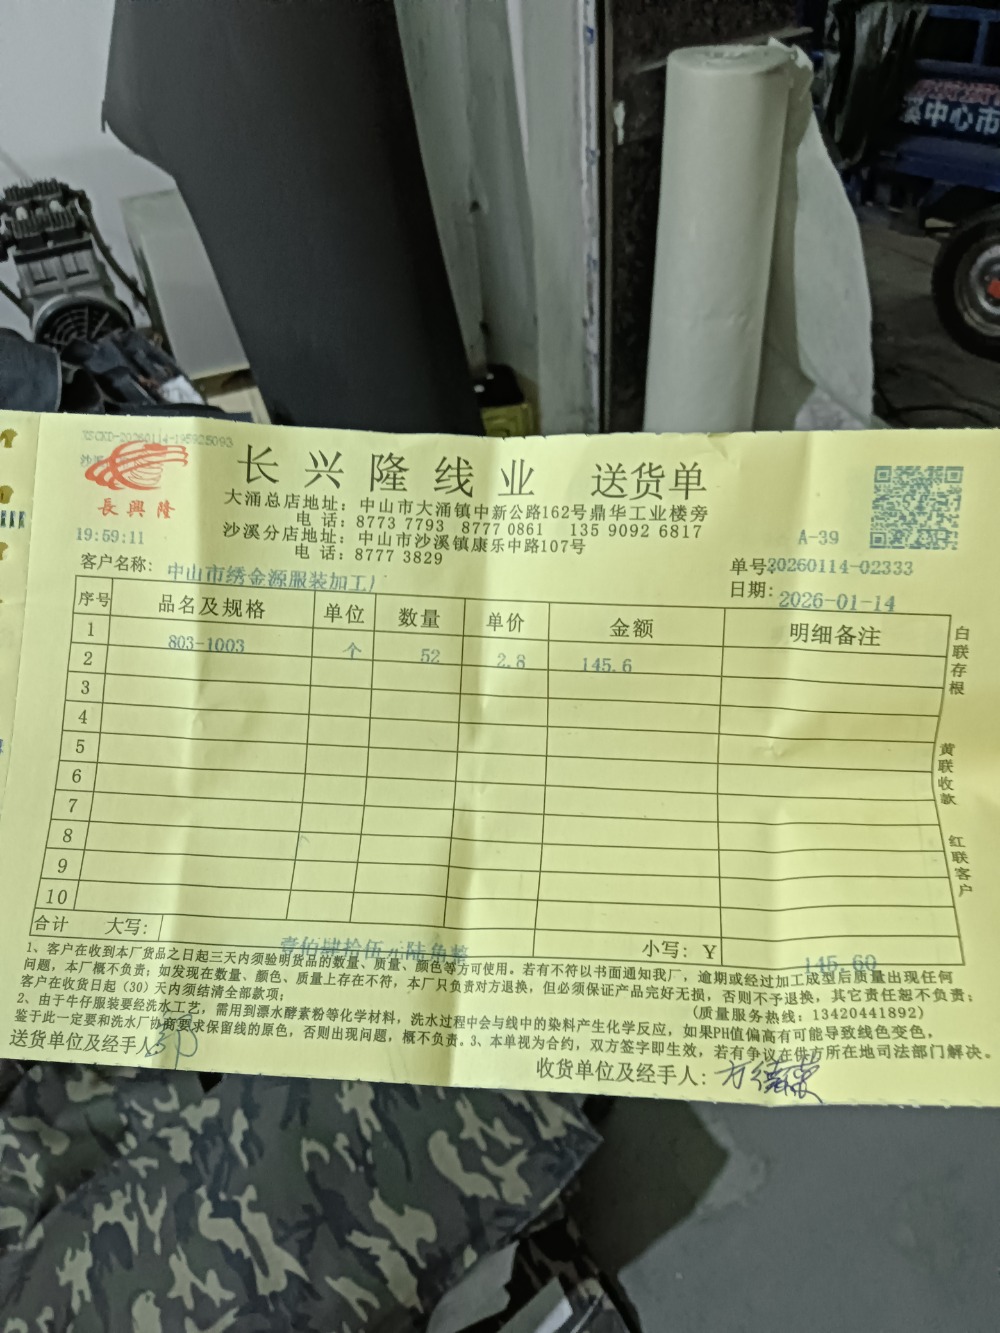 溪中心市
XSCKD-20260114-195925093
長興隆
长兴隆线业 送货单
大涌总店地址：中山市大涌镇中新公路162号鼎华工业楼旁
电 话：8773 7793 8777 0861 135 9092 6817
沙溪分店地址：中山市沙溪镇康乐中路107号
电 话：8777 3829
19:59:11
A-39
客户名称：中山市绣金源服装加工厂
单号：20260114-02333
日期：2026-01-14
序号 品名及规格 单位 数量 单价 金额 明细备注
1 803-1003 个 52 2.8 145.6
2
3
4
5
6
7
8
9
10
合计 大写：壹佰肆拾伍元陆角整 小写：Y 145.60
白联存根
黄联收款
红联客户
1、客户在收到本厂货品之日起三天内须验明货品的数量、质量、颜色等方可使用。若有不符以书面通知我厂，逾期或经过加工成型后质量出现任何
问题，本厂概不负责；如发现在数量、颜色、质量上存在不符，本厂只负责对方退换，但必须保证产品完好无损，否则不予退换，其它责任恕不负责；
客户在收货日起（30）天内须结清全部款项； (质量服务热线：13420441892)
2、由于牛仔服装要经洗水工艺，需用到漂水酵素粉等化学材料，洗水过程中会与线中的染料产生化学反应，如果PH值偏高有可能导致线色变色，
鉴于此一定要和洗水厂协商要求保留线的原色，否则出现问题，概不负责。3、本单视为合约，双方签字即生效，若有争议在供方所在地司法部门解决。
送货单位及经手人：
收货单位及经手人：